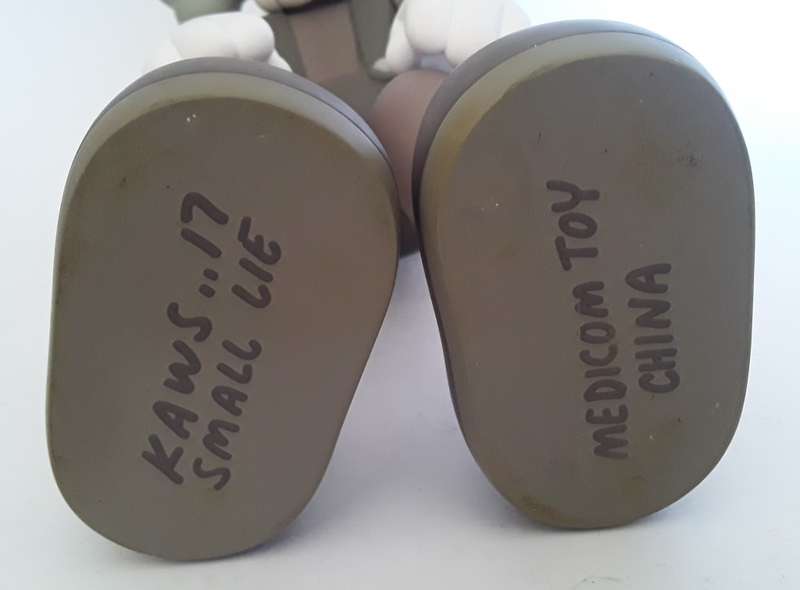 KAWS..17
SMALL LIE
MEDICOM TOY
CHINA